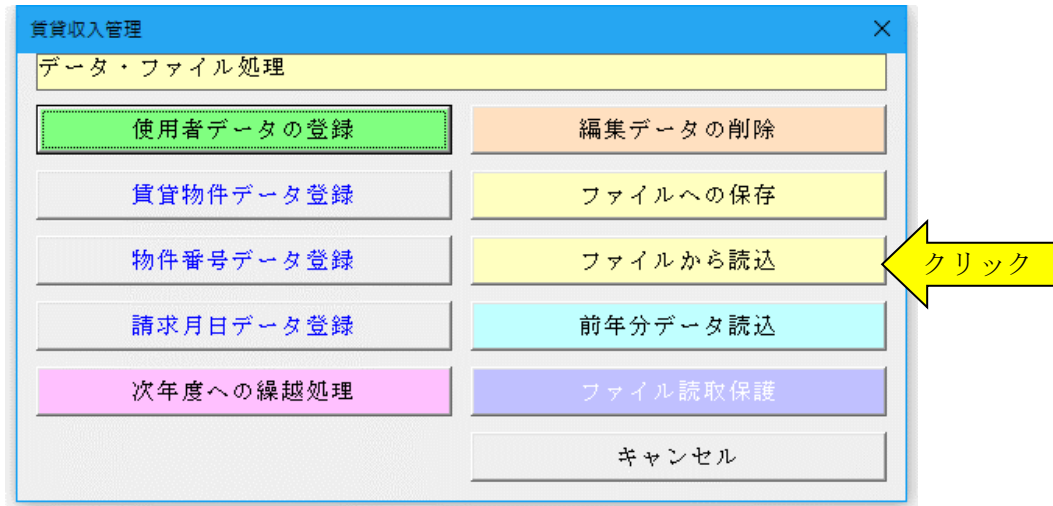 賃貸収入管理
データ・ファイル処理
使用者データの登録
編集データの削除
賃貸物件データ登録
ファイルへの保存
物件番号データ登録
ファイルから読込
クリック
請求月日データ登録
前年分データ読込
次年度への繰越処理
ファイル読取保護
キャンセル